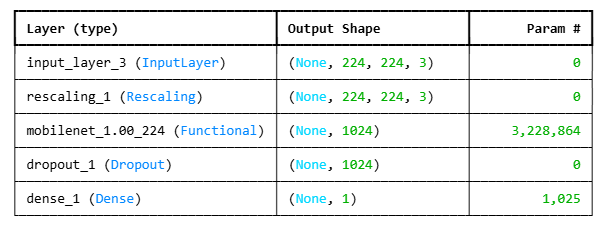 Layer (type) Output Shape Param #
input_layer_3 (InputLayer) (None, 224, 224, 3) 0
rescaling_1 (Rescaling) (None, 224, 224, 3) 0
mobilenet_1.00_224 (Functional) (None, 1024) 3,228,864
dropout_1 (Dropout) (None, 1024) 0
dense_1 (Dense) (None, 1) 1,025